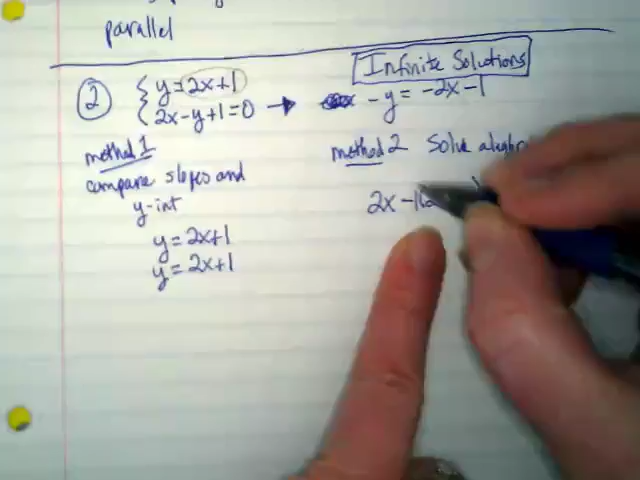 parallel
Infinite Solutions
2 { y=2x+1
2x-y+1=0 → -y = -2x-1
method 1
compare slopes and
y-int
y=2x+1
y=2x+1
method 2 Solve
2x-1